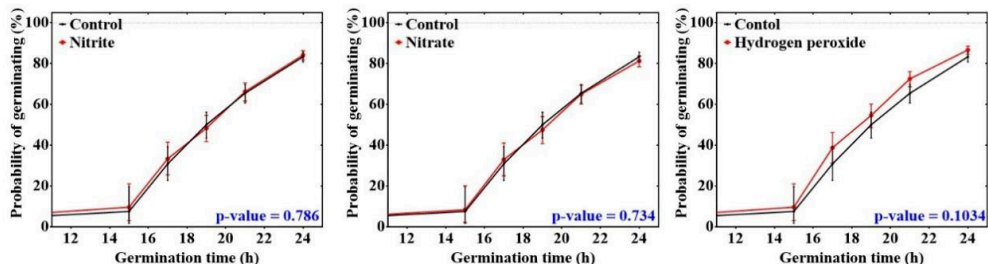 Probability of germinating (%)
100
80
60
40
20
0
Control
Nitrite
p-value = 0.786
12 14 16 18 20 22 24
Germination time (h)
Probability of germinating (%)
100
80
60
40
20
0
Control
Nitrate
p-value = 0.734
12 14 16 18 20 22 24
Germination time (h)
Probability of germinating (%)
100
80
60
40
20
0
Contol
Hydrogen peroxide
p-value = 0.1034
12 14 16 18 20 22 24
Germination time (h)